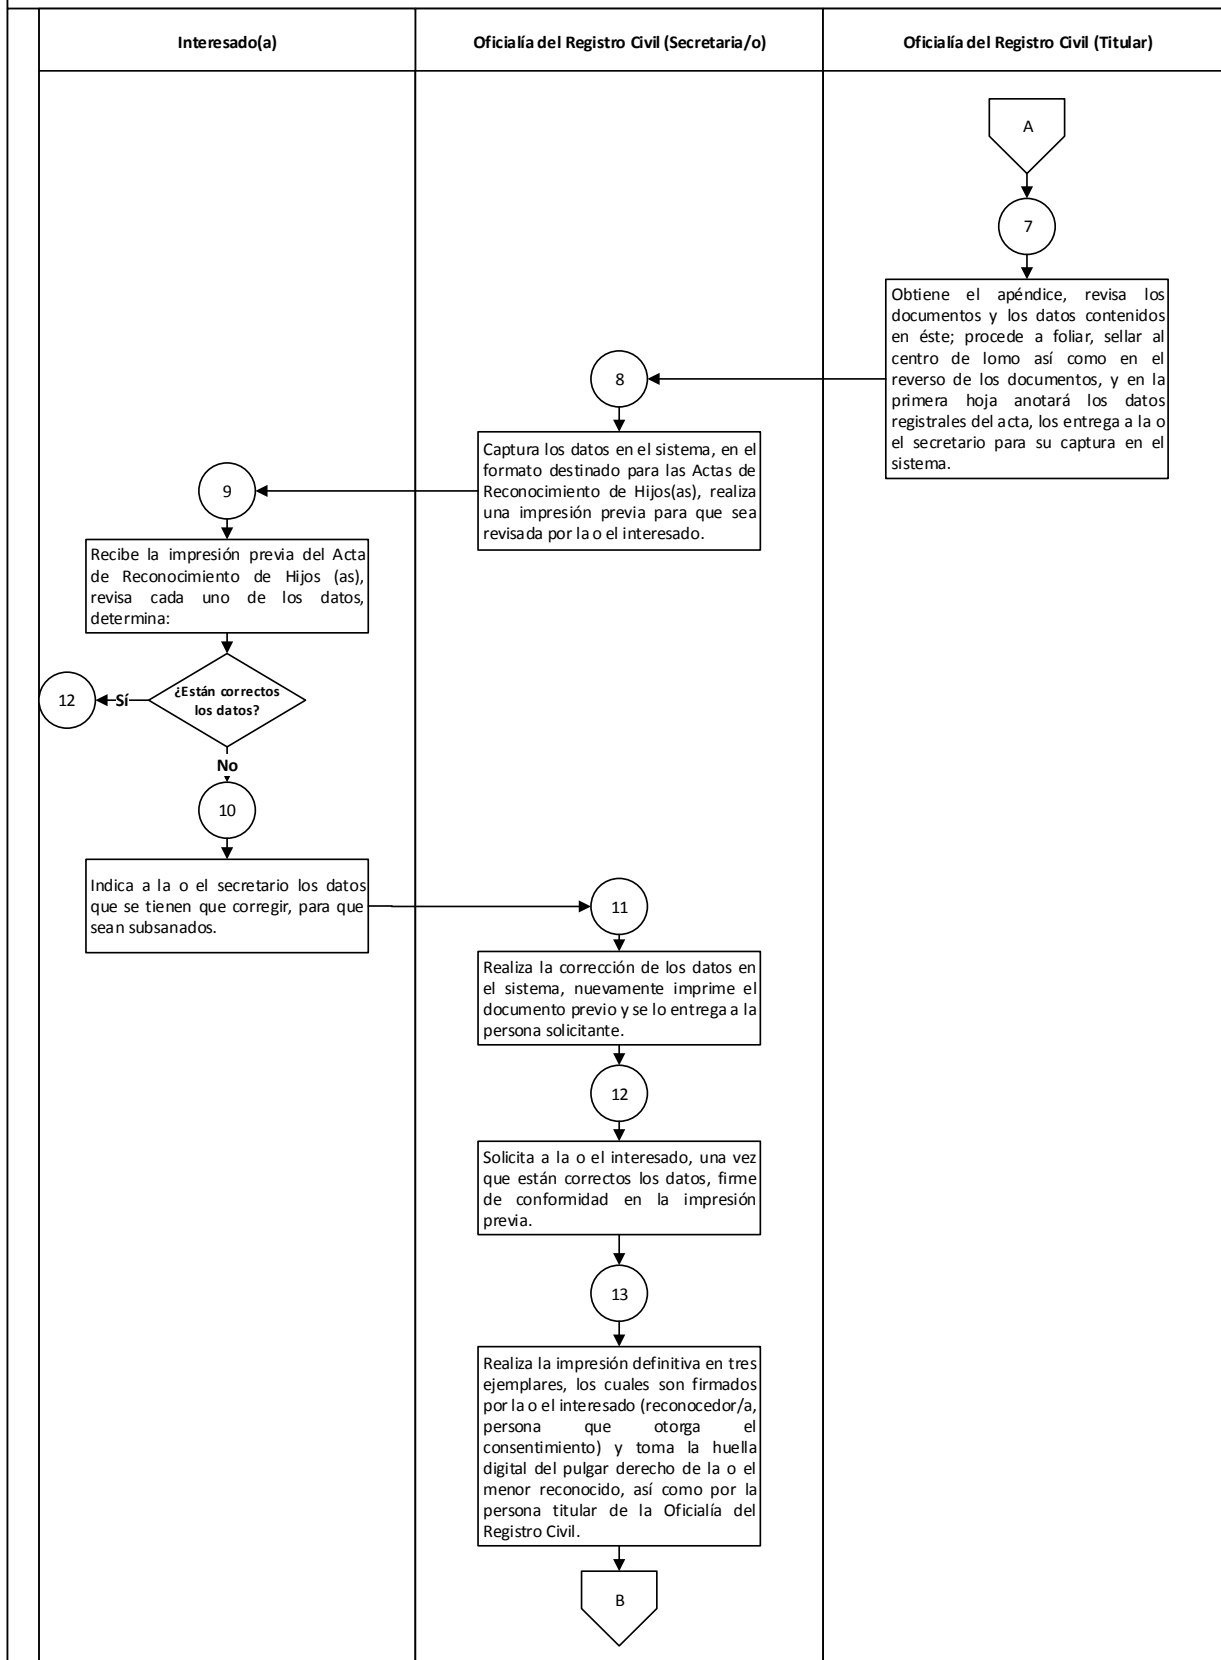 Interesado(a)
Oficialía del Registro Civil (Secretaria/o)
Oficialía del Registro Civil (Titular)
A
7
Obtiene el apéndice, revisa los
documentos y los datos contenidos
en éste; procede a foliar, sellar al
centro de lomo así como en el
reverso de los documentos, y en la
primera hoja anotará los datos
registrales del acta, los entrega a la o
el secretario para su captura en el
sistema.
8
Captura los datos en el sistema, en el
formato destinado para las Actas de
Reconocimiento de Hijos(as), realiza
una impresión previa para que sea
revisada por la o el interesado.
9
Recibe la impresión previa del Acta
de Reconocimiento de Hijos (as),
revisa cada uno de los datos,
determina:
¿Están correctos
los datos?
Sí
12
No
10
Indica a la o el secretario los datos
que se tienen que corregir, para que
sean subsanados.
11
Realiza la corrección de los datos en
el sistema, nuevamente imprime el
documento previo y se lo entrega a la
persona solicitante.
12
Solicita a la o el interesado, una vez
que están correctos los datos, firme
de conformidad en la impresión
previa.
13
Realiza la impresión definitiva en tres
ejemplares, los cuales son firmados
por la o el interesado (reconocedor/a,
persona que otorga el
consentimiento) y toma la huella
digital del pulgar derecho de la o el
menor reconocido, así como por la
persona titular de la Oficialía del
Registro Civil.
B